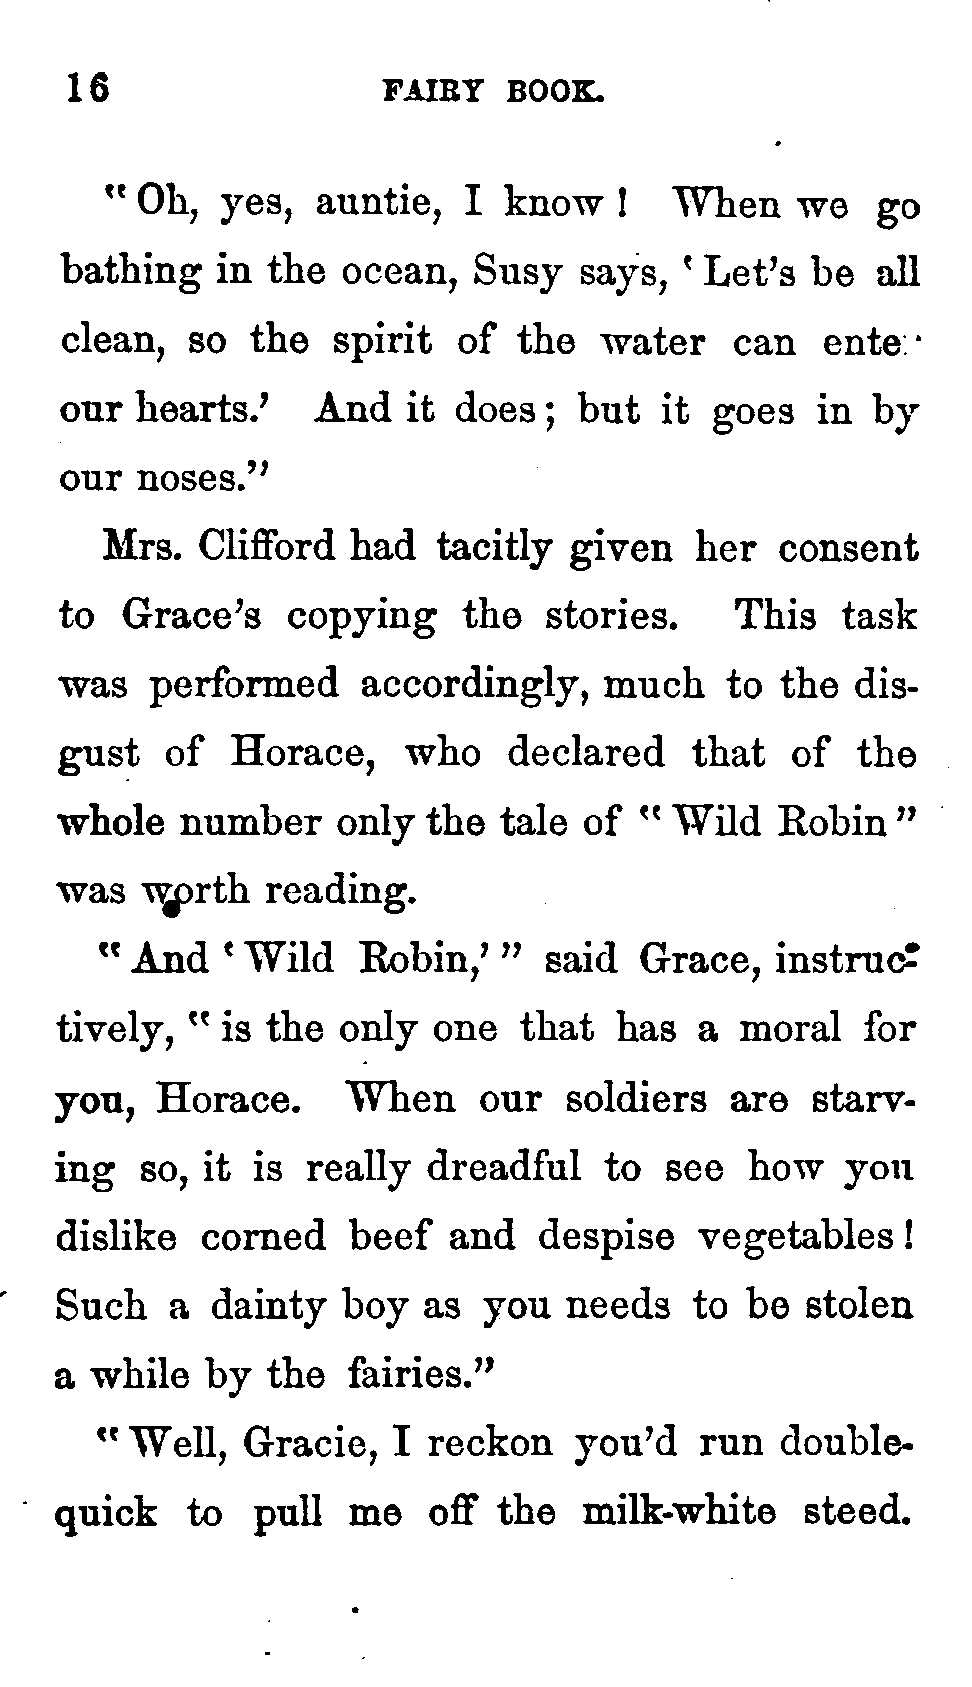 16 FAIRY BOOK.
"Oh, yes, auntie, I know! When we go
bathing in the ocean, Susy says, 'Let's be all
clean, so the spirit of the water can enter
our hearts.' And it does; but it goes in by
our noses."
Mrs. Clifford had tacitly given her consent
to Grace's copying the stories. This task
was performed accordingly, much to the dis-
gust of Horace, who declared that of the
whole number only the tale of "Wild Robin"
was worth reading.
"And 'Wild Robin,'" said Grace, instruc-
tively, "is the only one that has a moral for
you, Horace. When our soldiers are starv-
ing so, it is really dreadful to see how you
dislike corned beef and despise vegetables!
Such a dainty boy as you needs to be stolen
a while by the fairies."
"Well, Gracie, I reckon you'd run double-
quick to pull me off the milk-white steed.